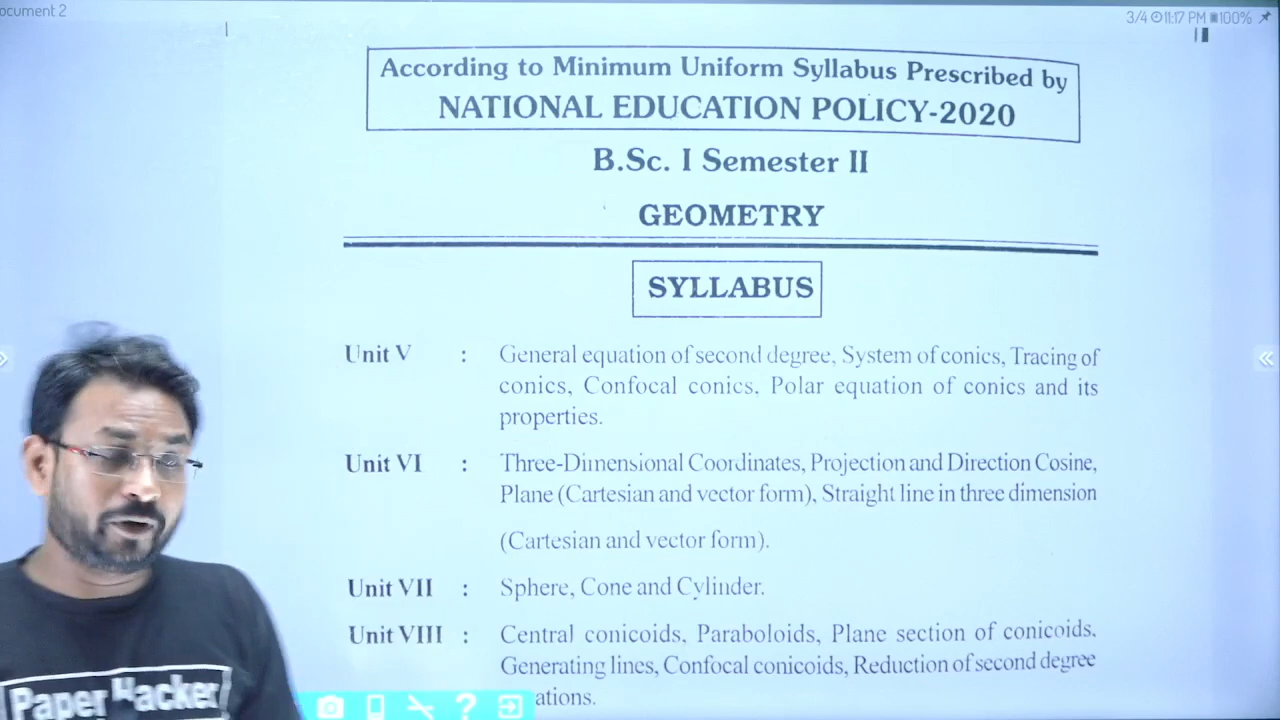 ocument 2
3/4 11:17 PM 100%
According to Minimum Uniform Syllabus Prescribed by
NATIONAL EDUCATION POLICY-2020
B.Sc. I Semester II
GEOMETRY
SYLLABUS
Unit V : General equation of second degree, System of conics, Tracing of
conics, Confocal conics. Polar equation of conics and its
properties.
Unit VI : Three-Dimensional Coordinates, Projection and Direction Cosine,
Plane (Cartesian and vector form), Straight line in three dimension
(Cartesian and vector form).
Unit VII : Sphere, Cone and Cylinder.
Unit VIII : Central conicoids, Paraboloids, Plane section of conicoids.
Generating lines, Confocal conicoids, Reduction of second degree
ations.
Paper Hacker